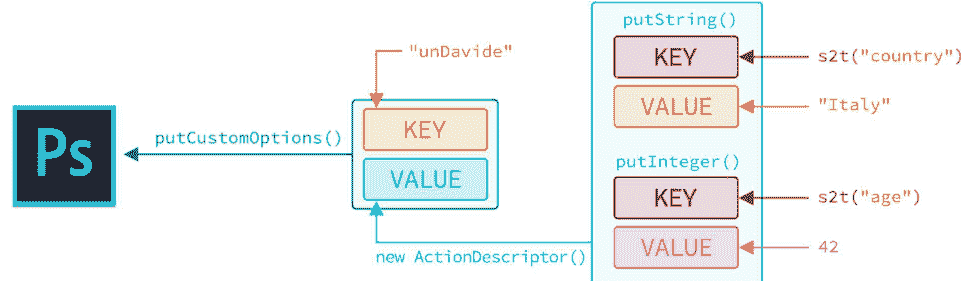 Ps
putCustomOptions()
"unDavide"
KEY
VALUE
new ActionDescriptor()
putString()
KEY
s2t("country")
VALUE
"Italy"
putInteger()
KEY
s2t("age")
VALUE
42